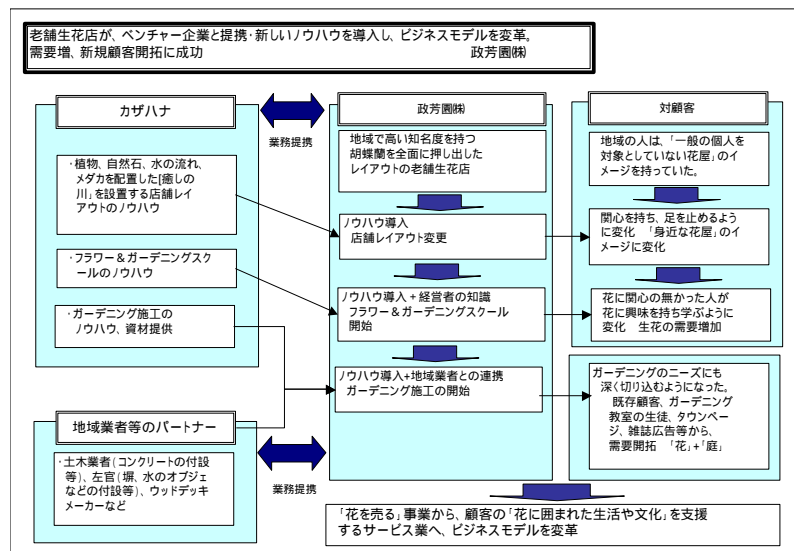 老舗生花店が、ベンチャー企業と提携・新しいノウハウを導入し、ビジネスモデルを変革。
需要増、新規顧客開拓に成功　政芳園㈱
カザハナ
・植物、自然石、水の流れ、
メダカを配置した[癒しの
川」を設置する店舗レイ
アウトのノウハウ
・フラワー＆ガーデニングスク
ールのノウハウ
・ガーデニング施工の
ノウハウ、資材提供
地域業者等のパートナー
・土木業者（コンクリートの付設
等）、左官（塀、水のオブジェ
などの付設等）、ウッドデッキ
メーカーなど
業務提携
業務提携
政芳園㈱
地域で高い知名度を持つ
胡蝶蘭を全面に押し出した
レイアウトの老舗生花店
ノウハウ導入
店舗レイアウト変更
ノウハウ導入＋経営者の知識
フラワー＆ガーデニングスクール
開始
ノウハウ導入+地域業者との連携
ガーデニング施工の開始
対顧客
地域の人は、「一般の個人を
対象としていない花屋」のイ
メージを持っていた。
関心を持ち、足を止めるよう
に変化　「身近な花屋」のイ
メージに変化
花に関心の無かった人が
花に興味を持ち学ぶように
変化　生花の需要増加
ガーデニングのニーズにも
深く切り込むようになった。
既存顧客、ガーデニング
教室の生徒、タウンペー
ジ、雑誌広告等から、
需要開拓　「花」+「庭」
「花を売る」事業から、顧客の「花に囲まれた生活や文化」を支援
するサービス業へ、ビジネスモデルを変革